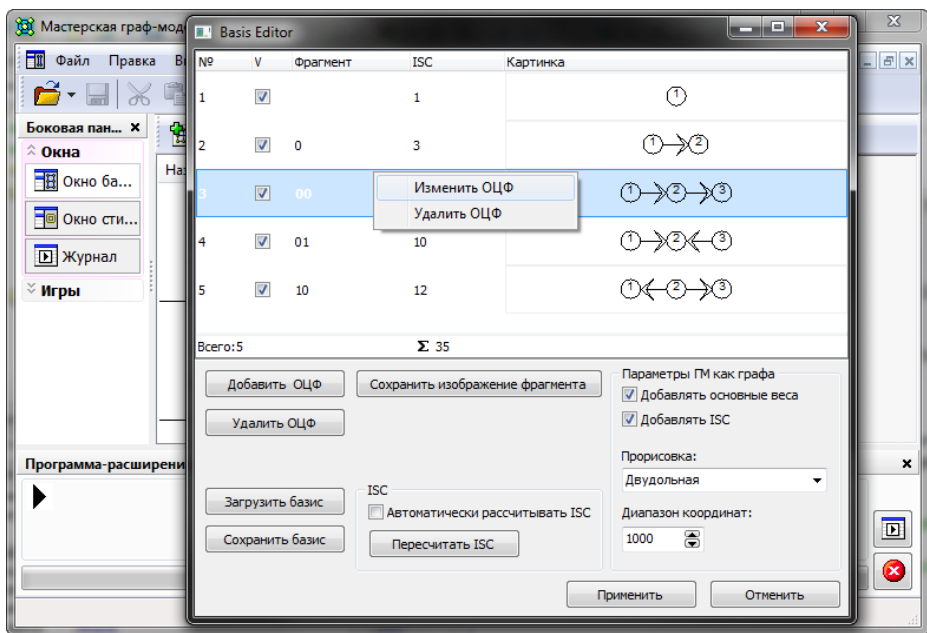 Мастерская граф-мод
Basis Editor
Файл Правка В
Боковая пан...
Окна
Окно ба...
Окно сти...
Журнал
Игры
На
№ V Фрагмент ISC Картинка
1 1 1
2 0 3 1 2
3 00 1 2 3
4 01 10 1 2 3
5 10 12 1 2 3
Изменить ОЦФ
Удалить ОЦФ
Всего:5 Σ 35
Добавить ОЦФ
Сохранить изображение фрагмента
Удалить ОЦФ
Загрузить базис
Сохранить базис
ISC
Автоматически рассчитывать ISC
Пересчитать ISC
Параметры ГМ как графа
Добавлять основные веса
Добавлять ISC
Прорисовка:
Двудольная
Диапазон координат:
1000
Применить
Отменить
Программа-расширени